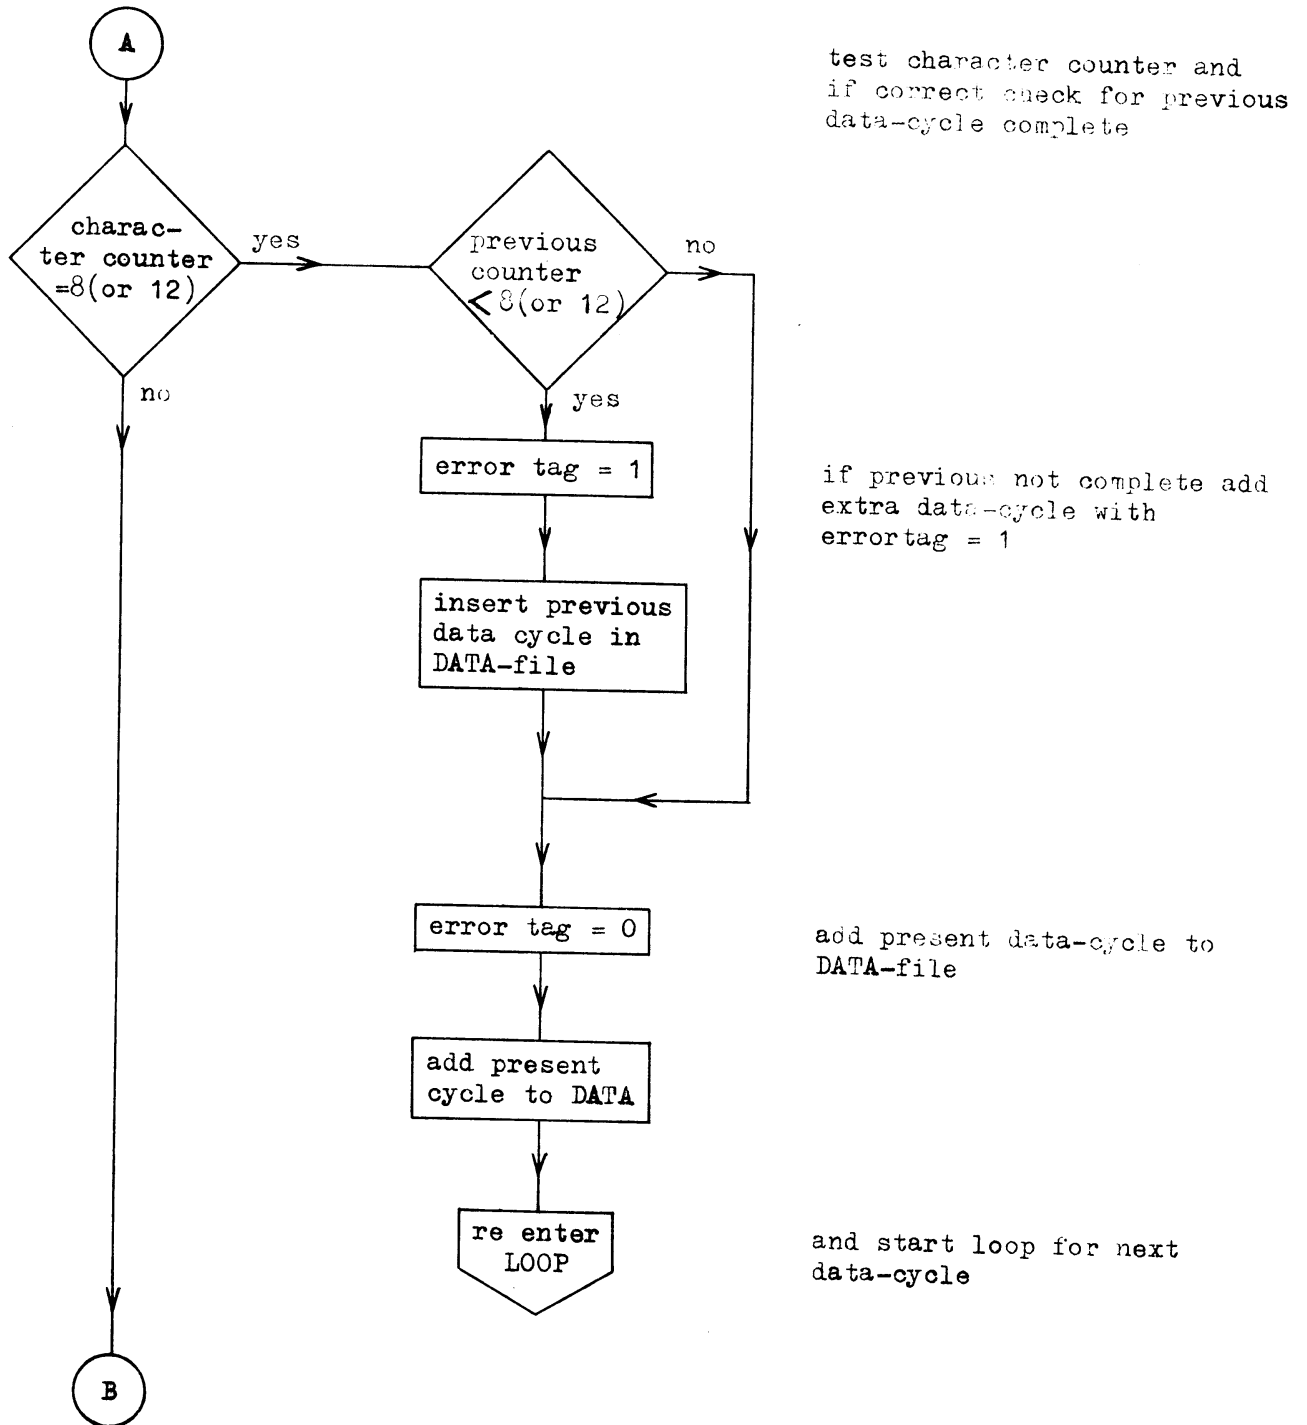 A
test character counter and
if correct check for previous
data-cycle complete
charac-
ter counter
=8(or 12)
yes
previous
counter
< 8(or 12)
no
no
yes
error tag = 1
if previous not complete add
extra data-cycle with
errortag = 1
insert previous
data cycle in
DATA-file
error tag = 0
add present data-cycle to
DATA-file
add present
cycle to DATA
re enter
LOOP
and start loop for next
data-cycle
B